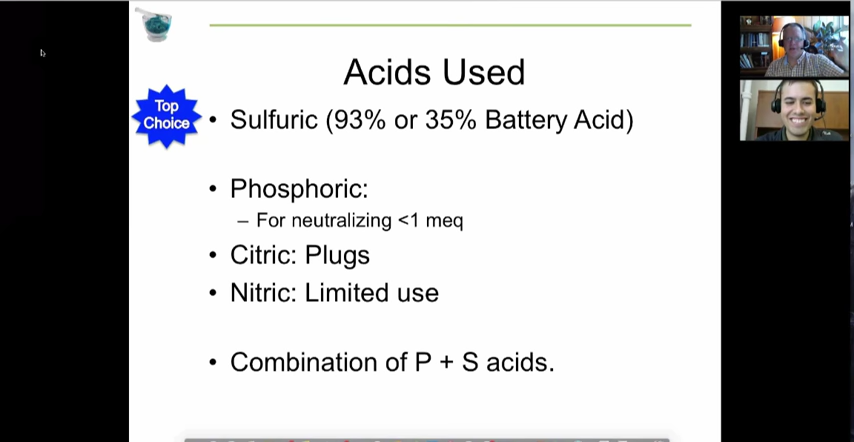 Acids Used
Top
Choice
• Sulfuric (93% or 35% Battery Acid)
• Phosphoric:
– For neutralizing <1 meq
• Citric: Plugs
• Nitric: Limited use
• Combination of P + S acids.